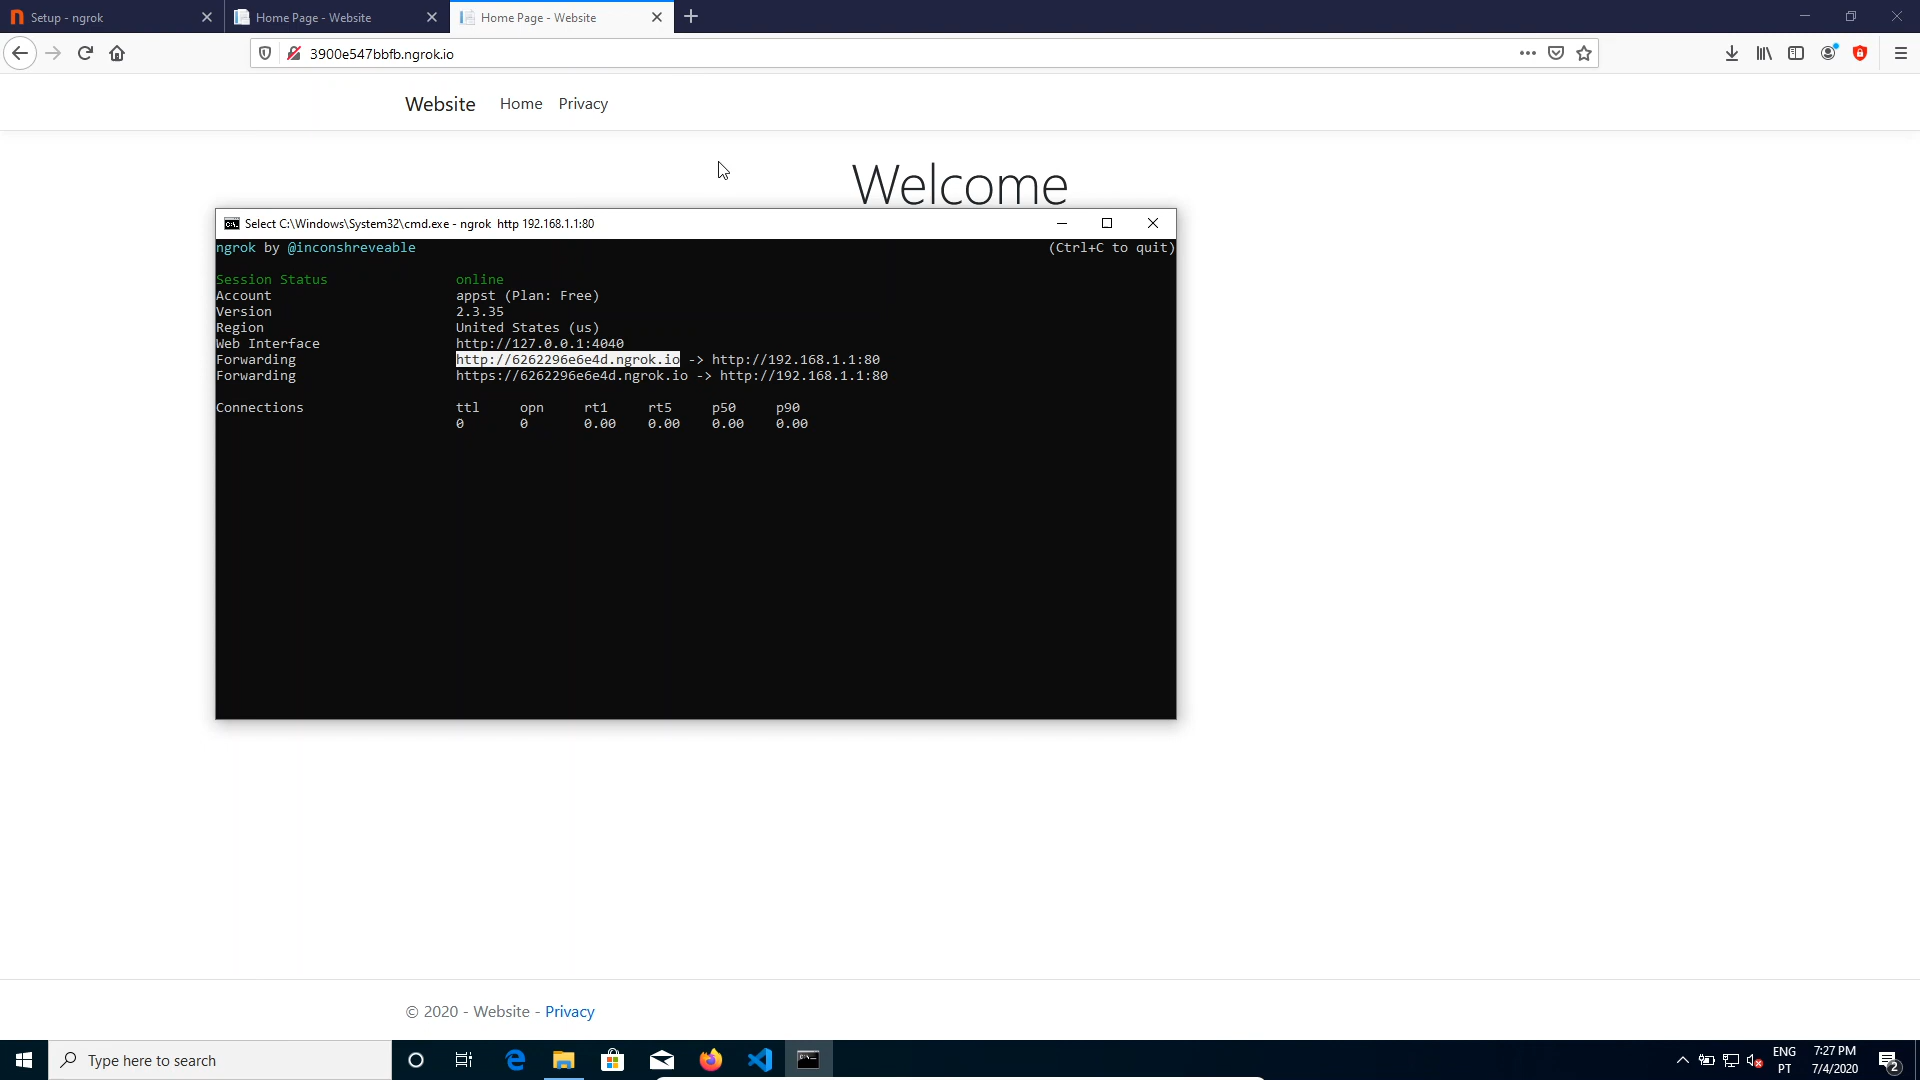 Setup - ngrok
Home Page - Website
Home Page - Website
3900e547bbfb.ngrok.io
Website Home Privacy
Welcome
Select C:\Windows\System32\cmd.exe - ngrok  http 192.168.1.1:80
ngrok by @inconshreveable (Ctrl+C to quit)
Session Status online
Account appst (Plan: Free)
Version 2.3.35
Region United States (us)
Web Interface http://127.0.0.1:4040
Forwarding http://6262296e6e4d.ngrok.io -> http://192.168.1.1:80
Forwarding https://6262296e6e4d.ngrok.io -> http://192.168.1.1:80
Connections ttl opn rt1 rt5 p50 p90
0 0 0.00 0.00 0.00 0.00
© 2020 - Website - Privacy
Type here to search
ENG
PT
7:27 PM
7/4/2020
2